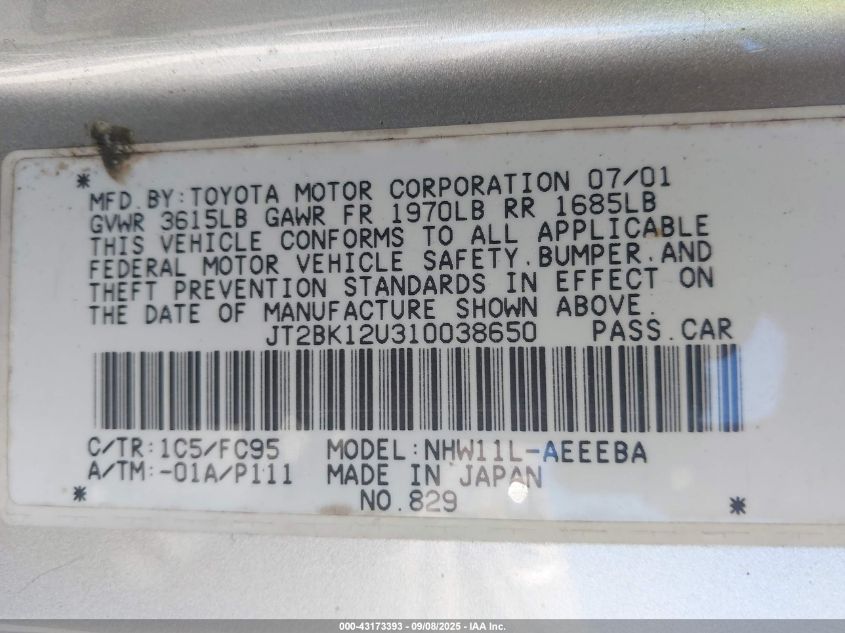 * MFD.BY:TOYOTA MOTOR CORPORATION 07/01
GVWR 3615LB GAWR FR 1970LB RR 1685LB
THIS VEHICLE CONFORMS TO ALL APPLICABLE
FEDERAL MOTOR VEHICLE SAFETY.BUMPER.AND
THEFT PREVENTION STANDARDS IN EFFECT ON
THE DATE OF MANUFACTURE SHOWN ABOVE.
JT2BK12U310038650 PASS.CAR
C/TR:1C5/FC95 MODEL:NHW11L-AEEEBA
A/TM:-01A/P111 MADE IN JAPAN
* NO.829 *
000-43173393 - 09/08/2025 - IAA Inc.